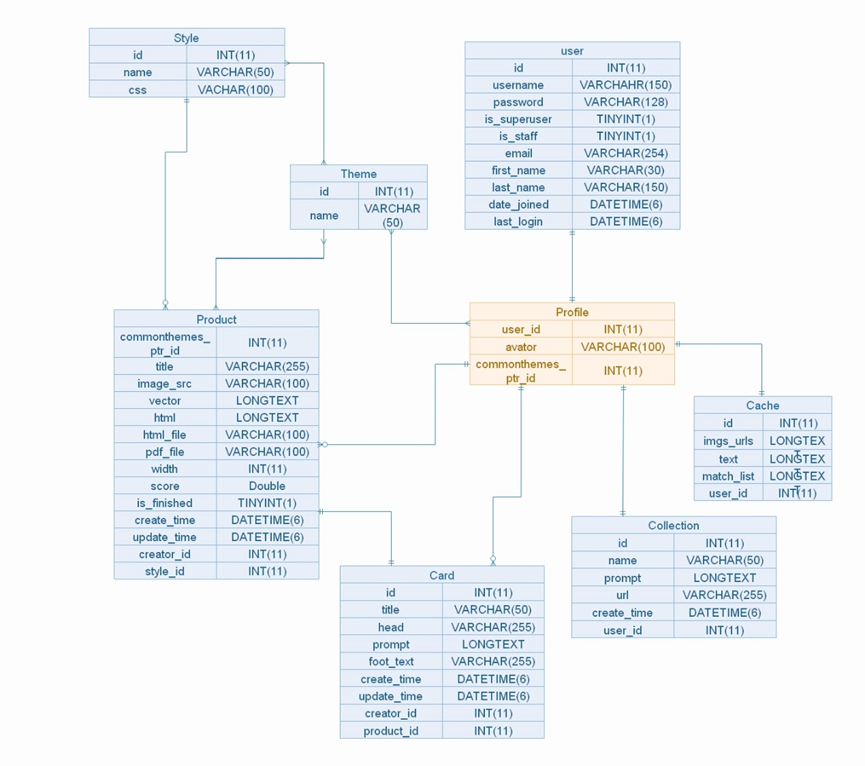 Style
id INT(11)
name VARCHAR(50)
css VACHAR(100)
user
id INT(11)
username VARCHAHR(150)
password VARCHAR(128)
is_superuser TINYINT(1)
is_staff TINYINT(1)
email VARCHAR(254)
first_name VARCHAR(30)
last_name VARCHAR(150)
date_joined DATETIME(6)
last_login DATETIME(6)
Theme
id INT(11)
name VARCHAR
(50)
Product
commonthemes_
ptr_id INT(11)
title VARCHAR(255)
image_src VARCHAR(100)
vector LONGTEXT
html LONGTEXT
html_file VARCHAR(100)
pdf_file VARCHAR(100)
width INT(11)
score Double
is_finished TINYINT(1)
create_time DATETIME(6)
update_time DATETIME(6)
creator_id INT(11)
style_id INT(11)
Profile
user_id INT(11)
avator VARCHAR(100)
commonthemes_
ptr_id INT(11)
Cache
id INT(11)
imgs_urls LONGTEX
text LONGTEX
match_list LONGTEX
user_id INT(11)
Collection
id INT(11)
name VARCHAR(50)
prompt LONGTEXT
url VARCHAR(255)
create_time DATETIME(6)
user_id INT(11)
Card
id INT(11)
title VARCHAR(50)
head VARCHAR(255)
prompt LONGTEXT
foot_text VARCHAR(255)
create_time DATETIME(6)
update_time DATETIME(6)
creator_id INT(11)
product_id INT(11)